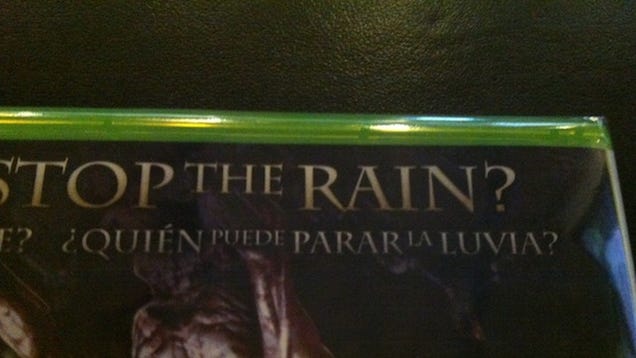 STOP THE RAIN?
E? ¿QUIÉN PUEDE PARAR LA LUVIA?